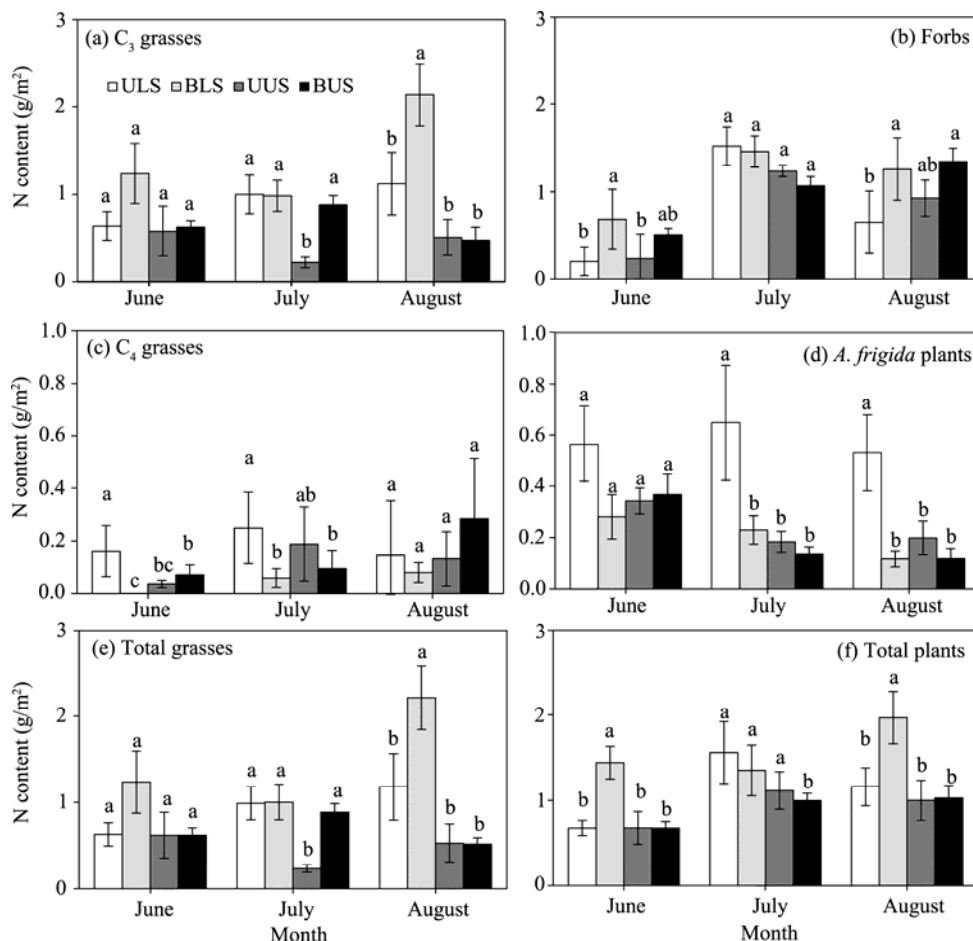 (a) C₃ grasses
ULS BLS UUS BUS
N content (g/m²)
3
2
1
0
a a a a
a a b a
b a b b
June July August
(b) Forbs
3
2
1
0
b a b ab
a a a a
b a ab a
June July August
(c) C₄ grasses
N content (g/m²)
1.0
0.8
0.6
0.4
0.2
0.0
a c bc b
a b ab b
a a a a
June July August
(d) A. frigida plants
1.0
0.8
0.6
0.4
0.2
0.0
a a a a
a b b b
a b b b
June July August
(e) Total grasses
N content (g/m²)
3
2
1
0
a a a a
a a b a
b a b b
June July August
Month
(f) Total plants
3
2
1
0
b a b b
a a a b
b a b b
June July August
Month